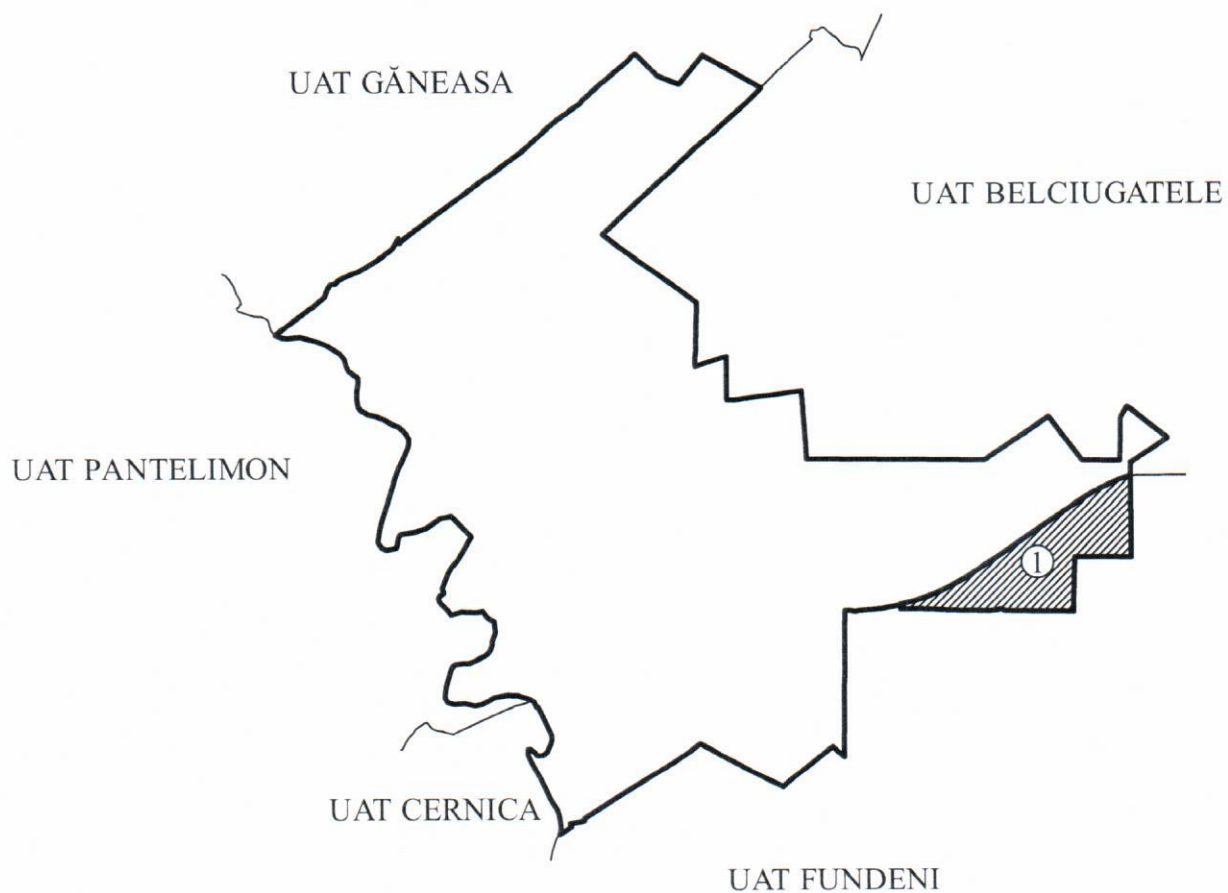 UAT GĂNEASA
UAT BELCIUGATELE
UAT PANTELIMON
1
UAT CERNICA
UAT FUNDENI